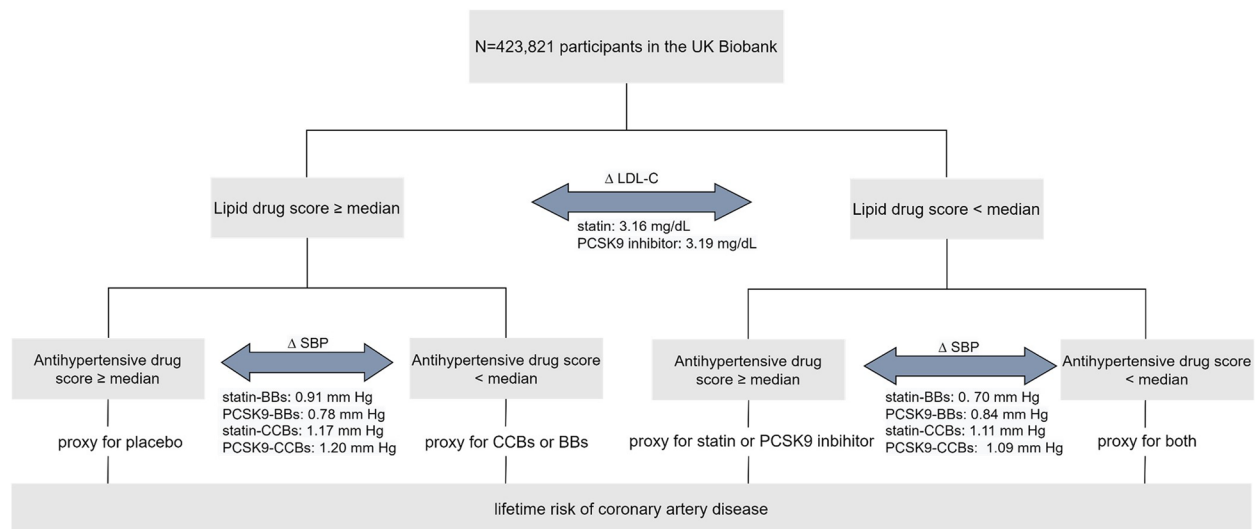 N=423,821 participants in the UK Biobank
Lipid drug score ≥ median
Δ LDL-C
statin: 3.16 mg/dL
PCSK9 inhibitor: 3.19 mg/dL
Lipid drug score < median
Antihypertensive drug
score ≥ median
Δ SBP
statin-BBs: 0.91 mm Hg
PCSK9-BBs: 0.78 mm Hg
statin-CCBs: 1.17 mm Hg
PCSK9-CCBs: 1.20 mm Hg
Antihypertensive drug score
< median
Antihypertensive drug
score ≥ median
Δ SBP
statin-BBs: 0. 70 mm Hg
PCSK9-BBs: 0.84 mm Hg
statin-CCBs: 1.11 mm Hg
PCSK9-CCBs:  1.09 mm Hg
Antihypertensive drug score
< median
proxy for placebo
proxy for CCBs or BBs
proxy for statin or PCSK9 inbihitor
proxy for both
lifetime risk of coronary artery disease